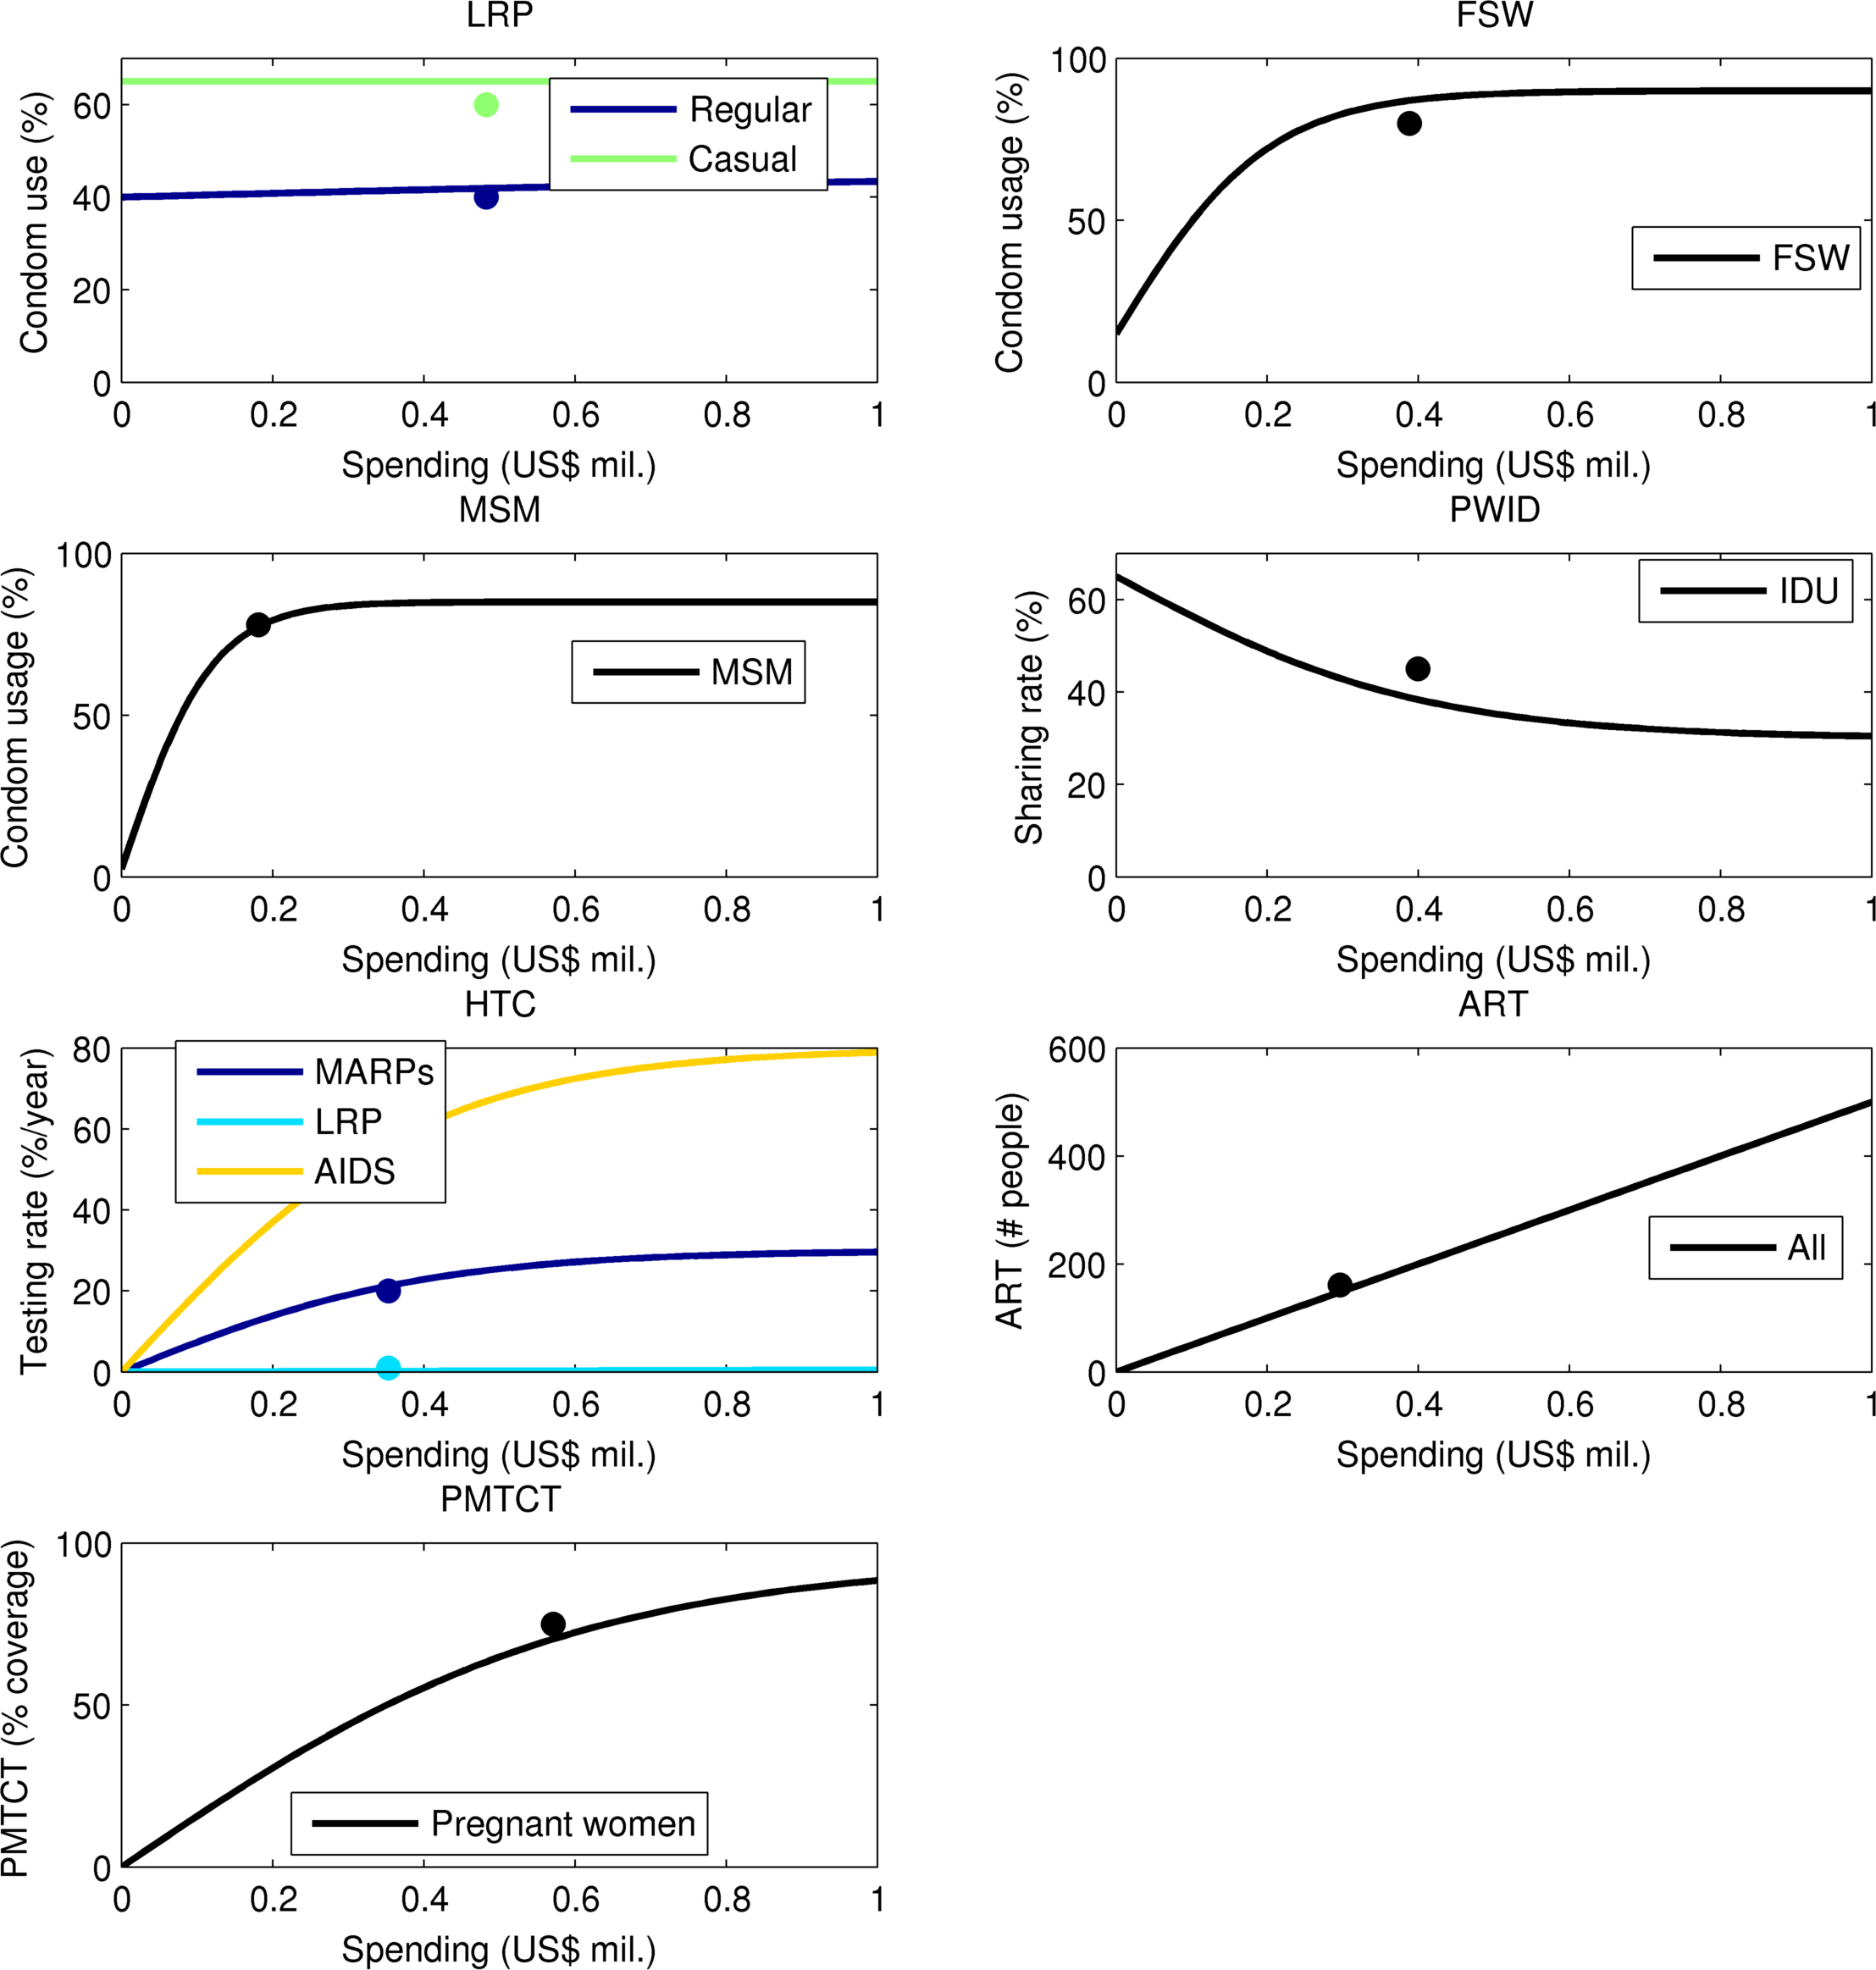 LRP
Condom use (%)
60
40
20
0
Regular
Casual
0 0.2 0.4 0.6 0.8 1
Spending (US$ mil.)
FSW
Condom usage (%)
100
50
0
FSW
0 0.2 0.4 0.6 0.8 1
Spending (US$ mil.)
MSM
Condom usage (%)
100
50
0
MSM
0 0.2 0.4 0.6 0.8 1
Spending (US$ mil.)
PWID
Sharing rate (%)
60
40
20
0
IDU
0 0.2 0.4 0.6 0.8 1
Spending (US$ mil.)
HTC
Testing rate (%/year)
80
60
40
20
0
MARPs
LRP
AIDS
0 0.2 0.4 0.6 0.8 1
Spending (US$ mil.)
ART
ART (# people)
600
400
200
0
All
0 0.2 0.4 0.6 0.8 1
Spending (US$ mil.)
PMTCT
PMTCT (% coverage)
100
50
0
Pregnant women
0 0.2 0.4 0.6 0.8 1
Spending (US$ mil.)